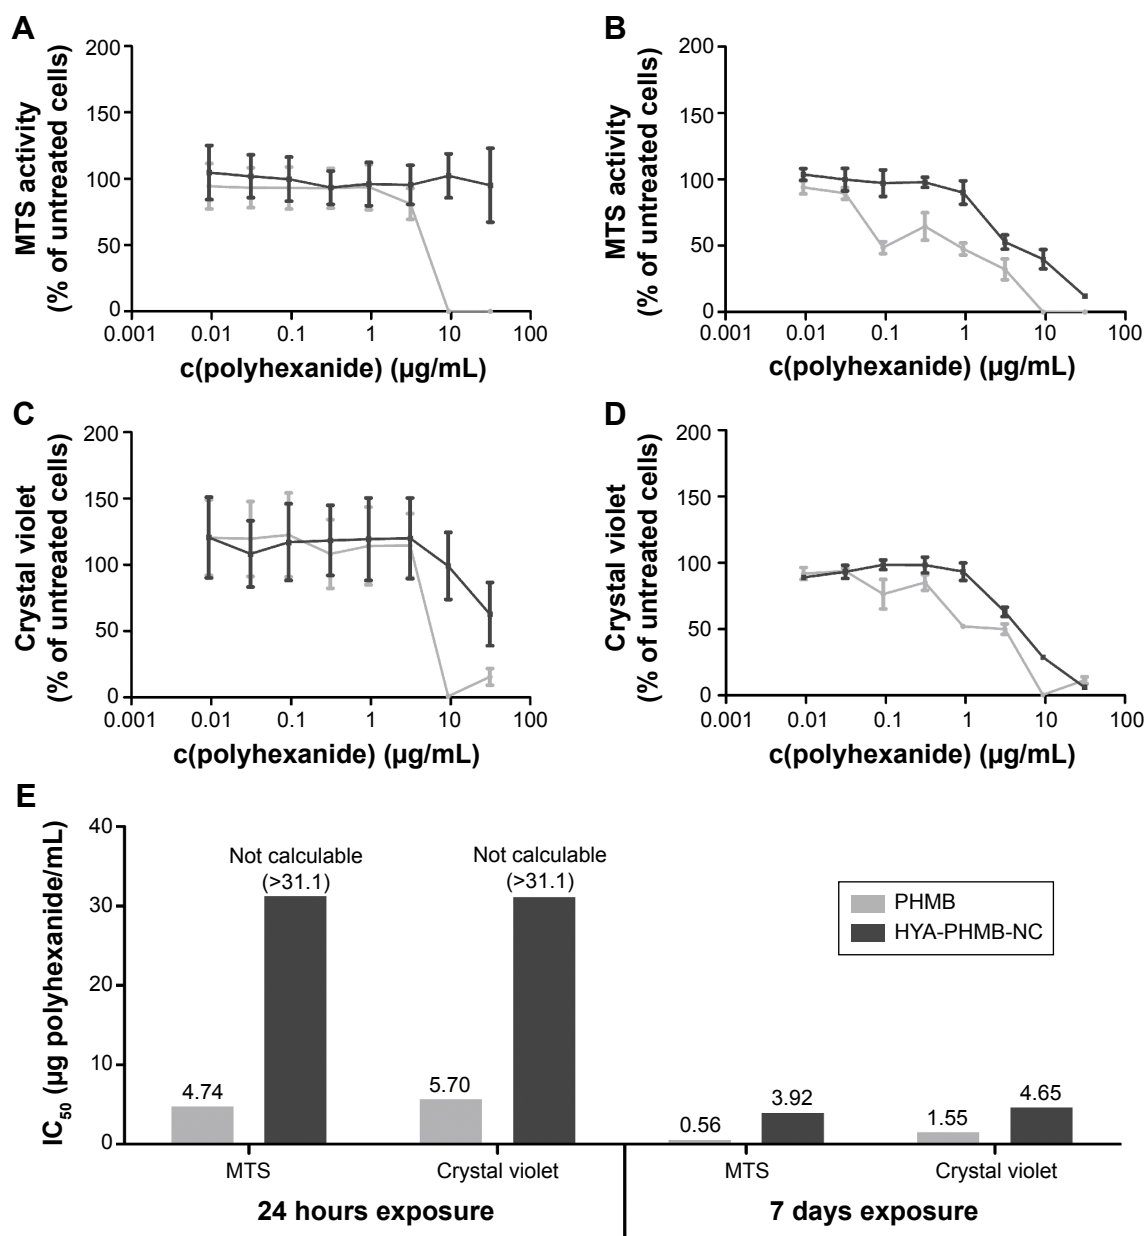 A
MTS activity
(% of untreated cells)
200
150
100
50
0
0.001 0.01 0.1 1 10 100
c(polyhexanide) (µg/mL)
B
MTS activity
(% of untreated cells)
200
150
100
50
0
0.001 0.01 0.1 1 10 100
c(polyhexanide) (µg/mL)
C
Crystal violet
(% of untreated cells)
200
150
100
50
0
0.001 0.01 0.1 1 10 100
c(polyhexanide) (µg/mL)
D
Crystal violet
(% of untreated cells)
200
150
100
50
0
0.001 0.01 0.1 1 10 100
c(polyhexanide) (µg/mL)
E
IC50 (µg polyhexanide/mL)
40
30
20
10
0
Not calculable
(>31.1)
Not calculable
(>31.1)
4.74
5.70
0.56
3.92
1.55
4.65
PHMB
HYA-PHMB-NC
MTS
Crystal violet
MTS
Crystal violet
24 hours exposure
7 days exposure